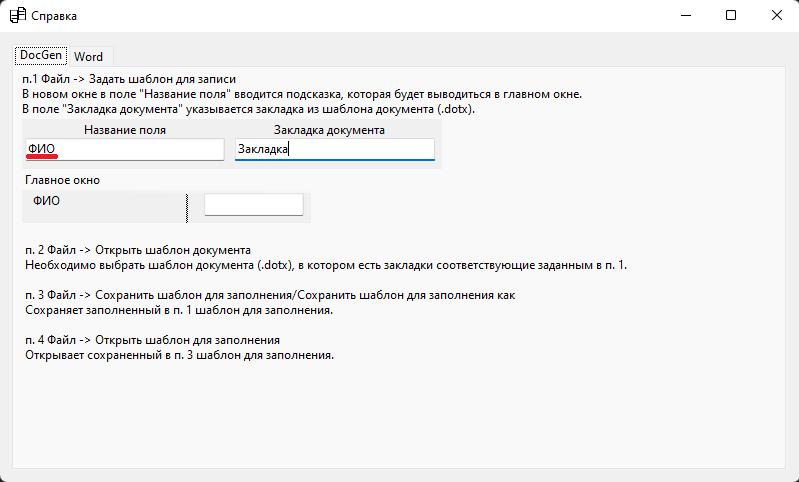 Справка
DocGen Word
п.1 Файл -> Задать шаблон для записи
В новом окне в поле "Название поля" вводится подсказка, которая будет выводиться в главном окне.
В поле "Закладка документа" указывается закладка из шаблона документа (.dotx).
Название поля Закладка документа
ФИО Закладка
Главное окно
ФИО
п. 2 Файл -> Открыть шаблон документа
Необходимо выбрать шаблон документа (.dotx), в котором есть закладки соответствующие заданным в п. 1.
п. 3 Файл -> Сохранить шаблон для заполнения/Сохранить шаблон для заполнения как
Сохраняет заполненный в п. 1 шаблон для заполнения.
п. 4 Файл -> Открыть шаблон для заполнения
Открывает сохраненный в п. 3 шаблон для заполнения.